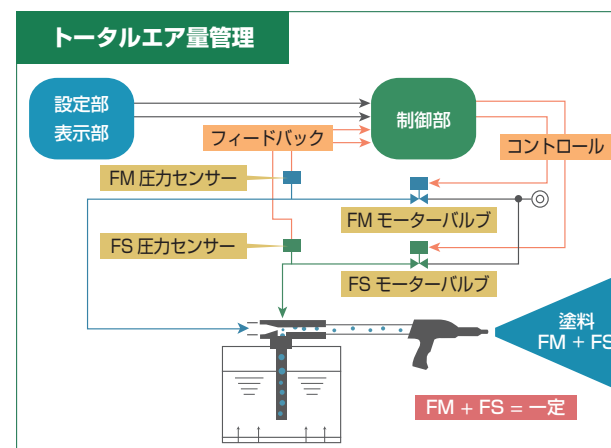 トータルエア量管理
設定部
表示部
制御部
フィードバック
コントロール
FM 圧力センサー
FM モーターバルブ
FS 圧力センサー
FS モーターバルブ
塗料
FM + FS
FM + FS = 一定